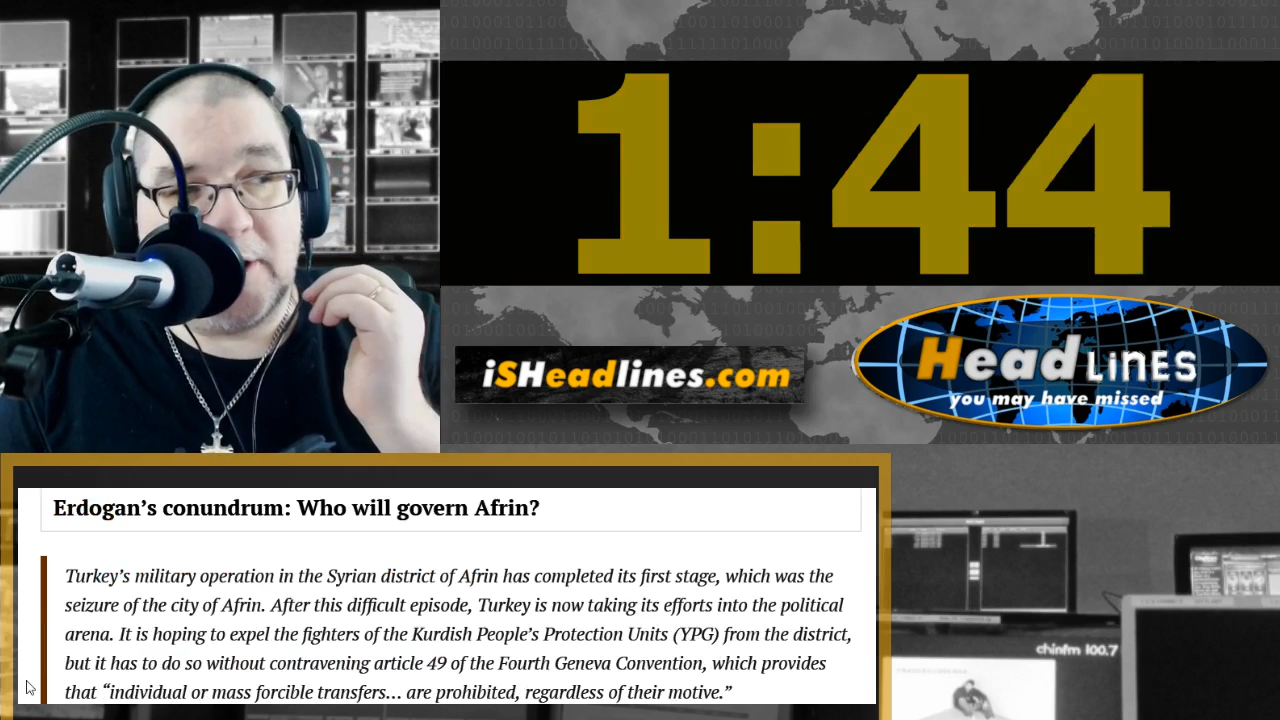 1:44
iSHeadlines.com
HeadLINES
you may have missed
Erdogan’s conundrum: Who will govern Afrin?
Turkey’s military operation in the Syrian district of Afrin has completed its first stage, which was the
seizure of the city of Afrin. After this difficult episode, Turkey is now taking its efforts into the political
arena. It is hoping to expel the fighters of the Kurdish People’s Protection Units (YPG) from the district,
but it has to do so without contravening article 49 of the Fourth Geneva Convention, which provides
that “individual or mass forcible transfers... are prohibited, regardless of their motive.”
chinfm 100.7